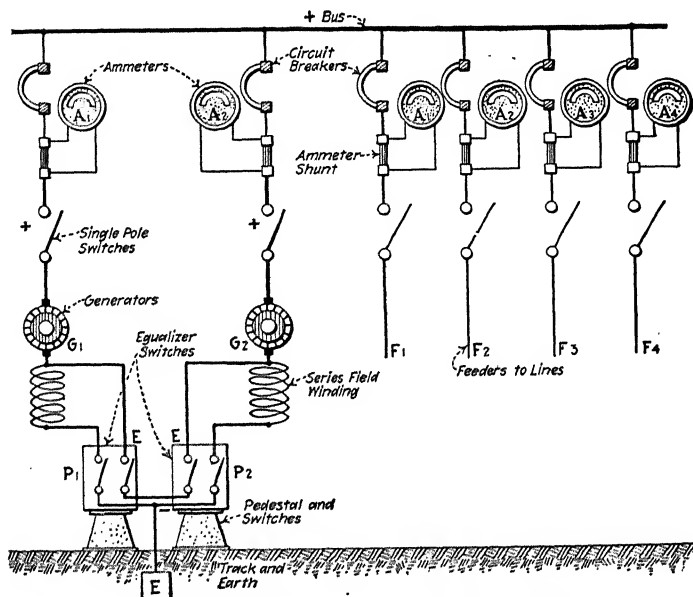 + Bus
Ammeters
Circuit
Breakers
A1
A2
A1
A2
A3
A4
Ammeter
Shunt
+
+
Single Pole
Switches
Generators
G1
G2
Equalizer
Switches
F1
F2
F3
F4
Feeders to Lines
Series Field
Winding
E
E
P1
P2
Pedestal and
Switches
Track and
Earth
E